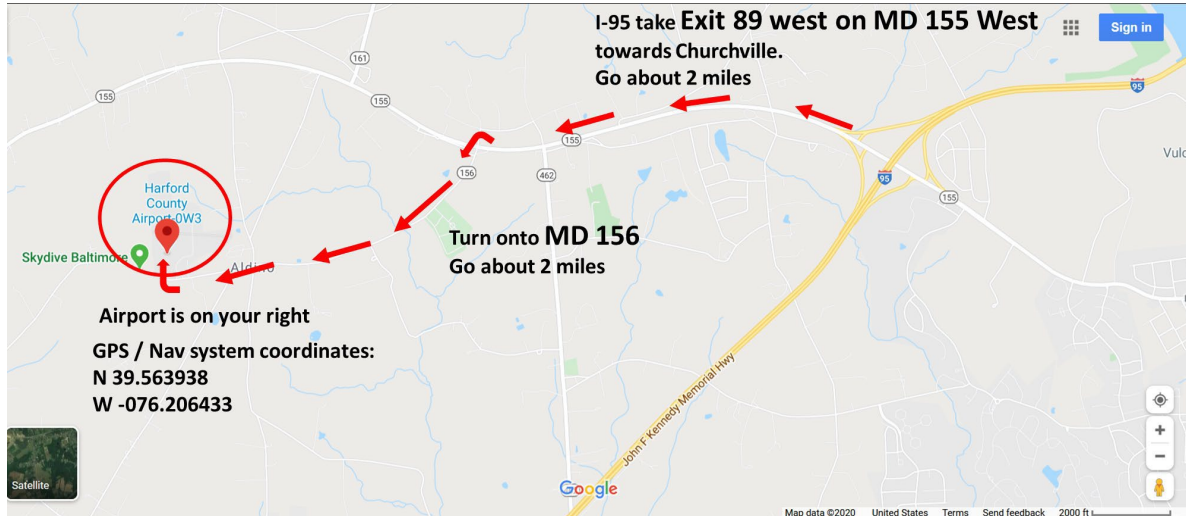 I-95 take Exit 89 west on MD 155 West
towards Churchville.
Go about 2 miles
Sign in
161
95
155
155
155
Vulc
156
462
95
155
Harford
County
Airport-0W3
Skydive Baltimore
Aldino
Turn onto MD 156
Go about 2 miles
Airport is on your right
GPS / Nav system coordinates:
N 39.563938
W -076.206433
John F Kennedy Memorial Hwy
Satellite
Google
Map data ©2020 United States Terms Send feedback 2000 ft